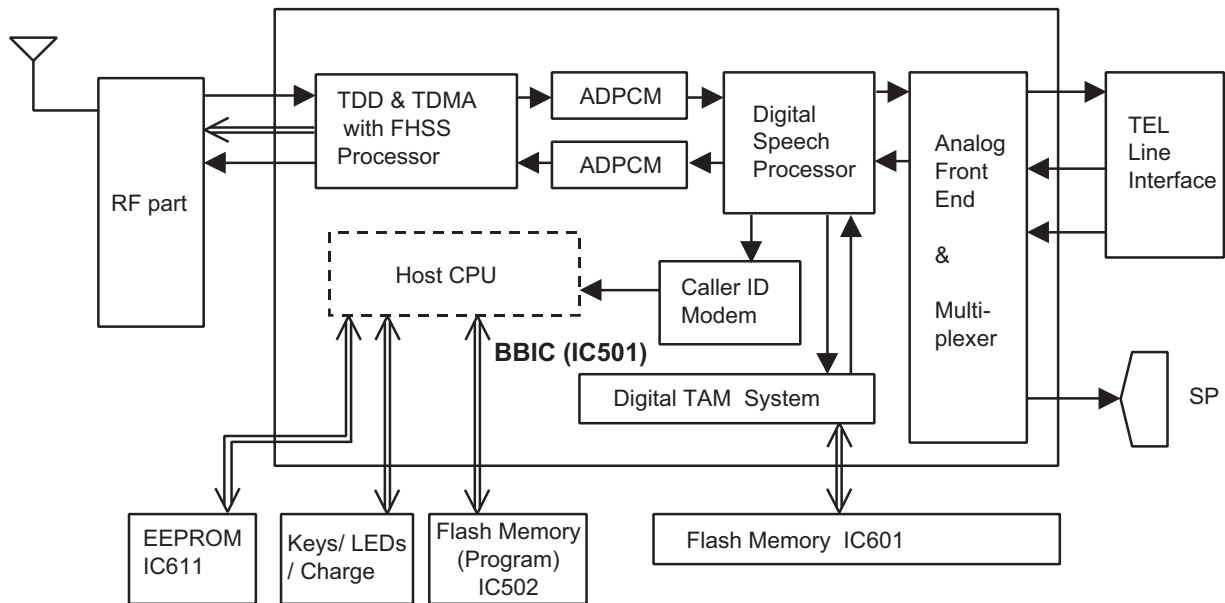 TDD & TDMA
with FHSS
Processor
ADPCM
ADPCM
Digital
Speech
Processor
Analog
Front
End
&
Multi-
plexer
TEL
Line
Interface
RF part
Host CPU
Caller ID
Modem
BBIC (IC501)
Digital TAM System
SP
EEPROM
IC611
Keys/ LEDs
/ Charge
Flash Memory
(Program)
IC502
Flash Memory IC601